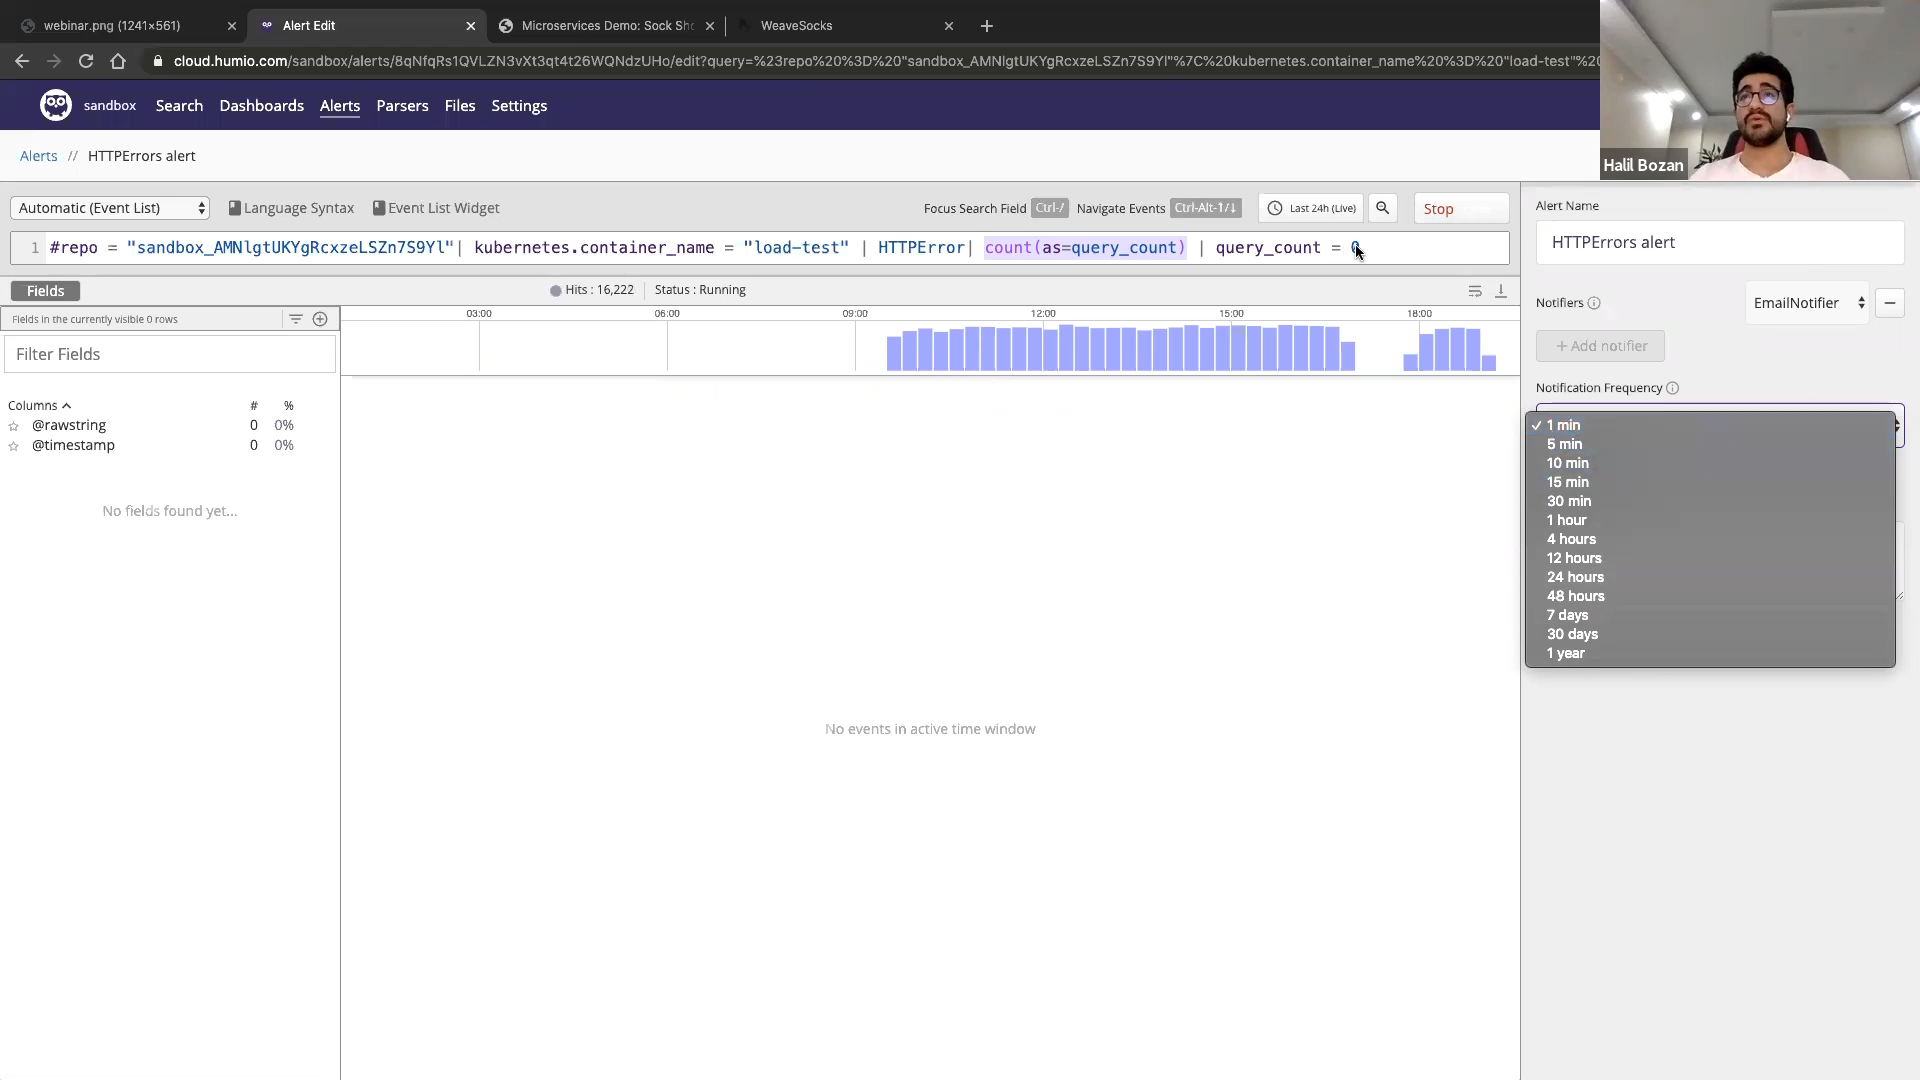 webinar.png (1241×561)
Alert Edit
Microservices Demo: Sock Sho
WeaveSocks
cloud.humio.com/sandbox/alerts/8qNfqRs1QVLZN3vXt3qt4t26WQNdzUHo/edit?query=%23repo%20%3D%20"sandbox_AMNlgtUKYgRcxzeLSZn7S9Yl"%7C%20kubernetes.container_name%20%3D%20"load-test"%20
sandbox
Search
Dashboards
Alerts
Parsers
Files
Settings
Halil Bozan
Alerts // HTTPErrors alert
Automatic (Event List)
Language Syntax
Event List Widget
Focus Search Field Ctrl-/
Navigate Events Ctrl-Alt-↑/↓
Last 24h (Live)
Stop
1 #repo = "sandbox_AMNlgtUKYgRcxzeLSZn7S9Yl"| kubernetes.container_name = "load-test" | HTTPError| count(as=query_count) | query_count =
Fields
Hits : 16,222
Status : Running
Fields in the currently visible 0 rows
Filter Fields
Columns # %
@rawstring 0 0%
@timestamp 0 0%
No fields found yet...
03:00 06:00 09:00 12:00 15:00 18:00
No events in active time window
Alert Name
HTTPErrors alert
Notifiers
EmailNotifier
+ Add notifier
Notification Frequency
✓ 1 min
5 min
10 min
15 min
30 min
1 hour
4 hours
12 hours
24 hours
48 hours
7 days
30 days
1 year